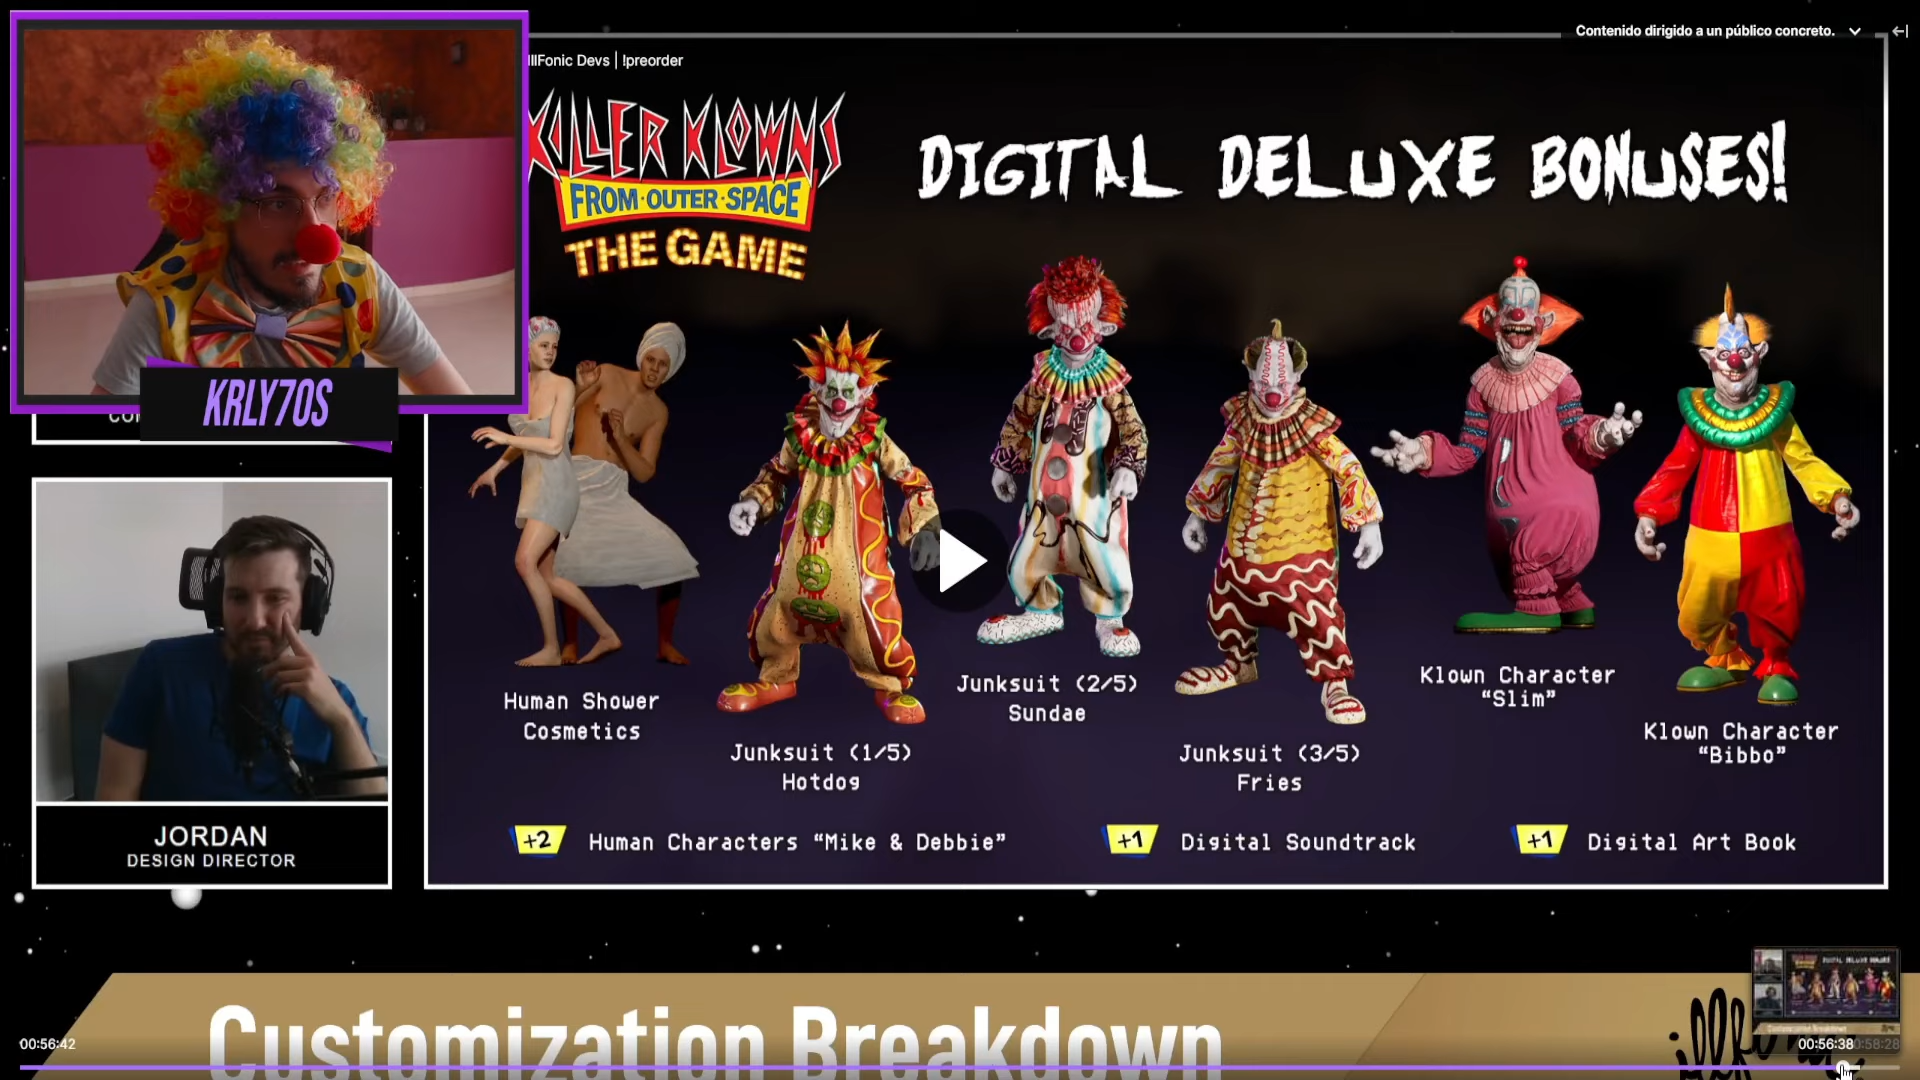 Contenido dirigido a un público concreto.
illFonic Devs | !preorder
KILLER KLOWNS
FROM·OUTER·SPACE
THE GAME
DIGITAL DELUXE BONUSES!
KRLY70S
JORDAN
DESIGN DIRECTOR
Human Shower
Cosmetics
Junksuit (1/5)
Hotdog
Junksuit (2/5)
Sundae
Junksuit (3/5)
Fries
Klown Character
“Slim”
Klown Character
“Bibbo”
+2 Human Characters “Mike & Debbie”
+1 Digital Soundtrack
+1 Digital Art Book
Customization Breakdown
00:56:42
00:56:38
0:58:28